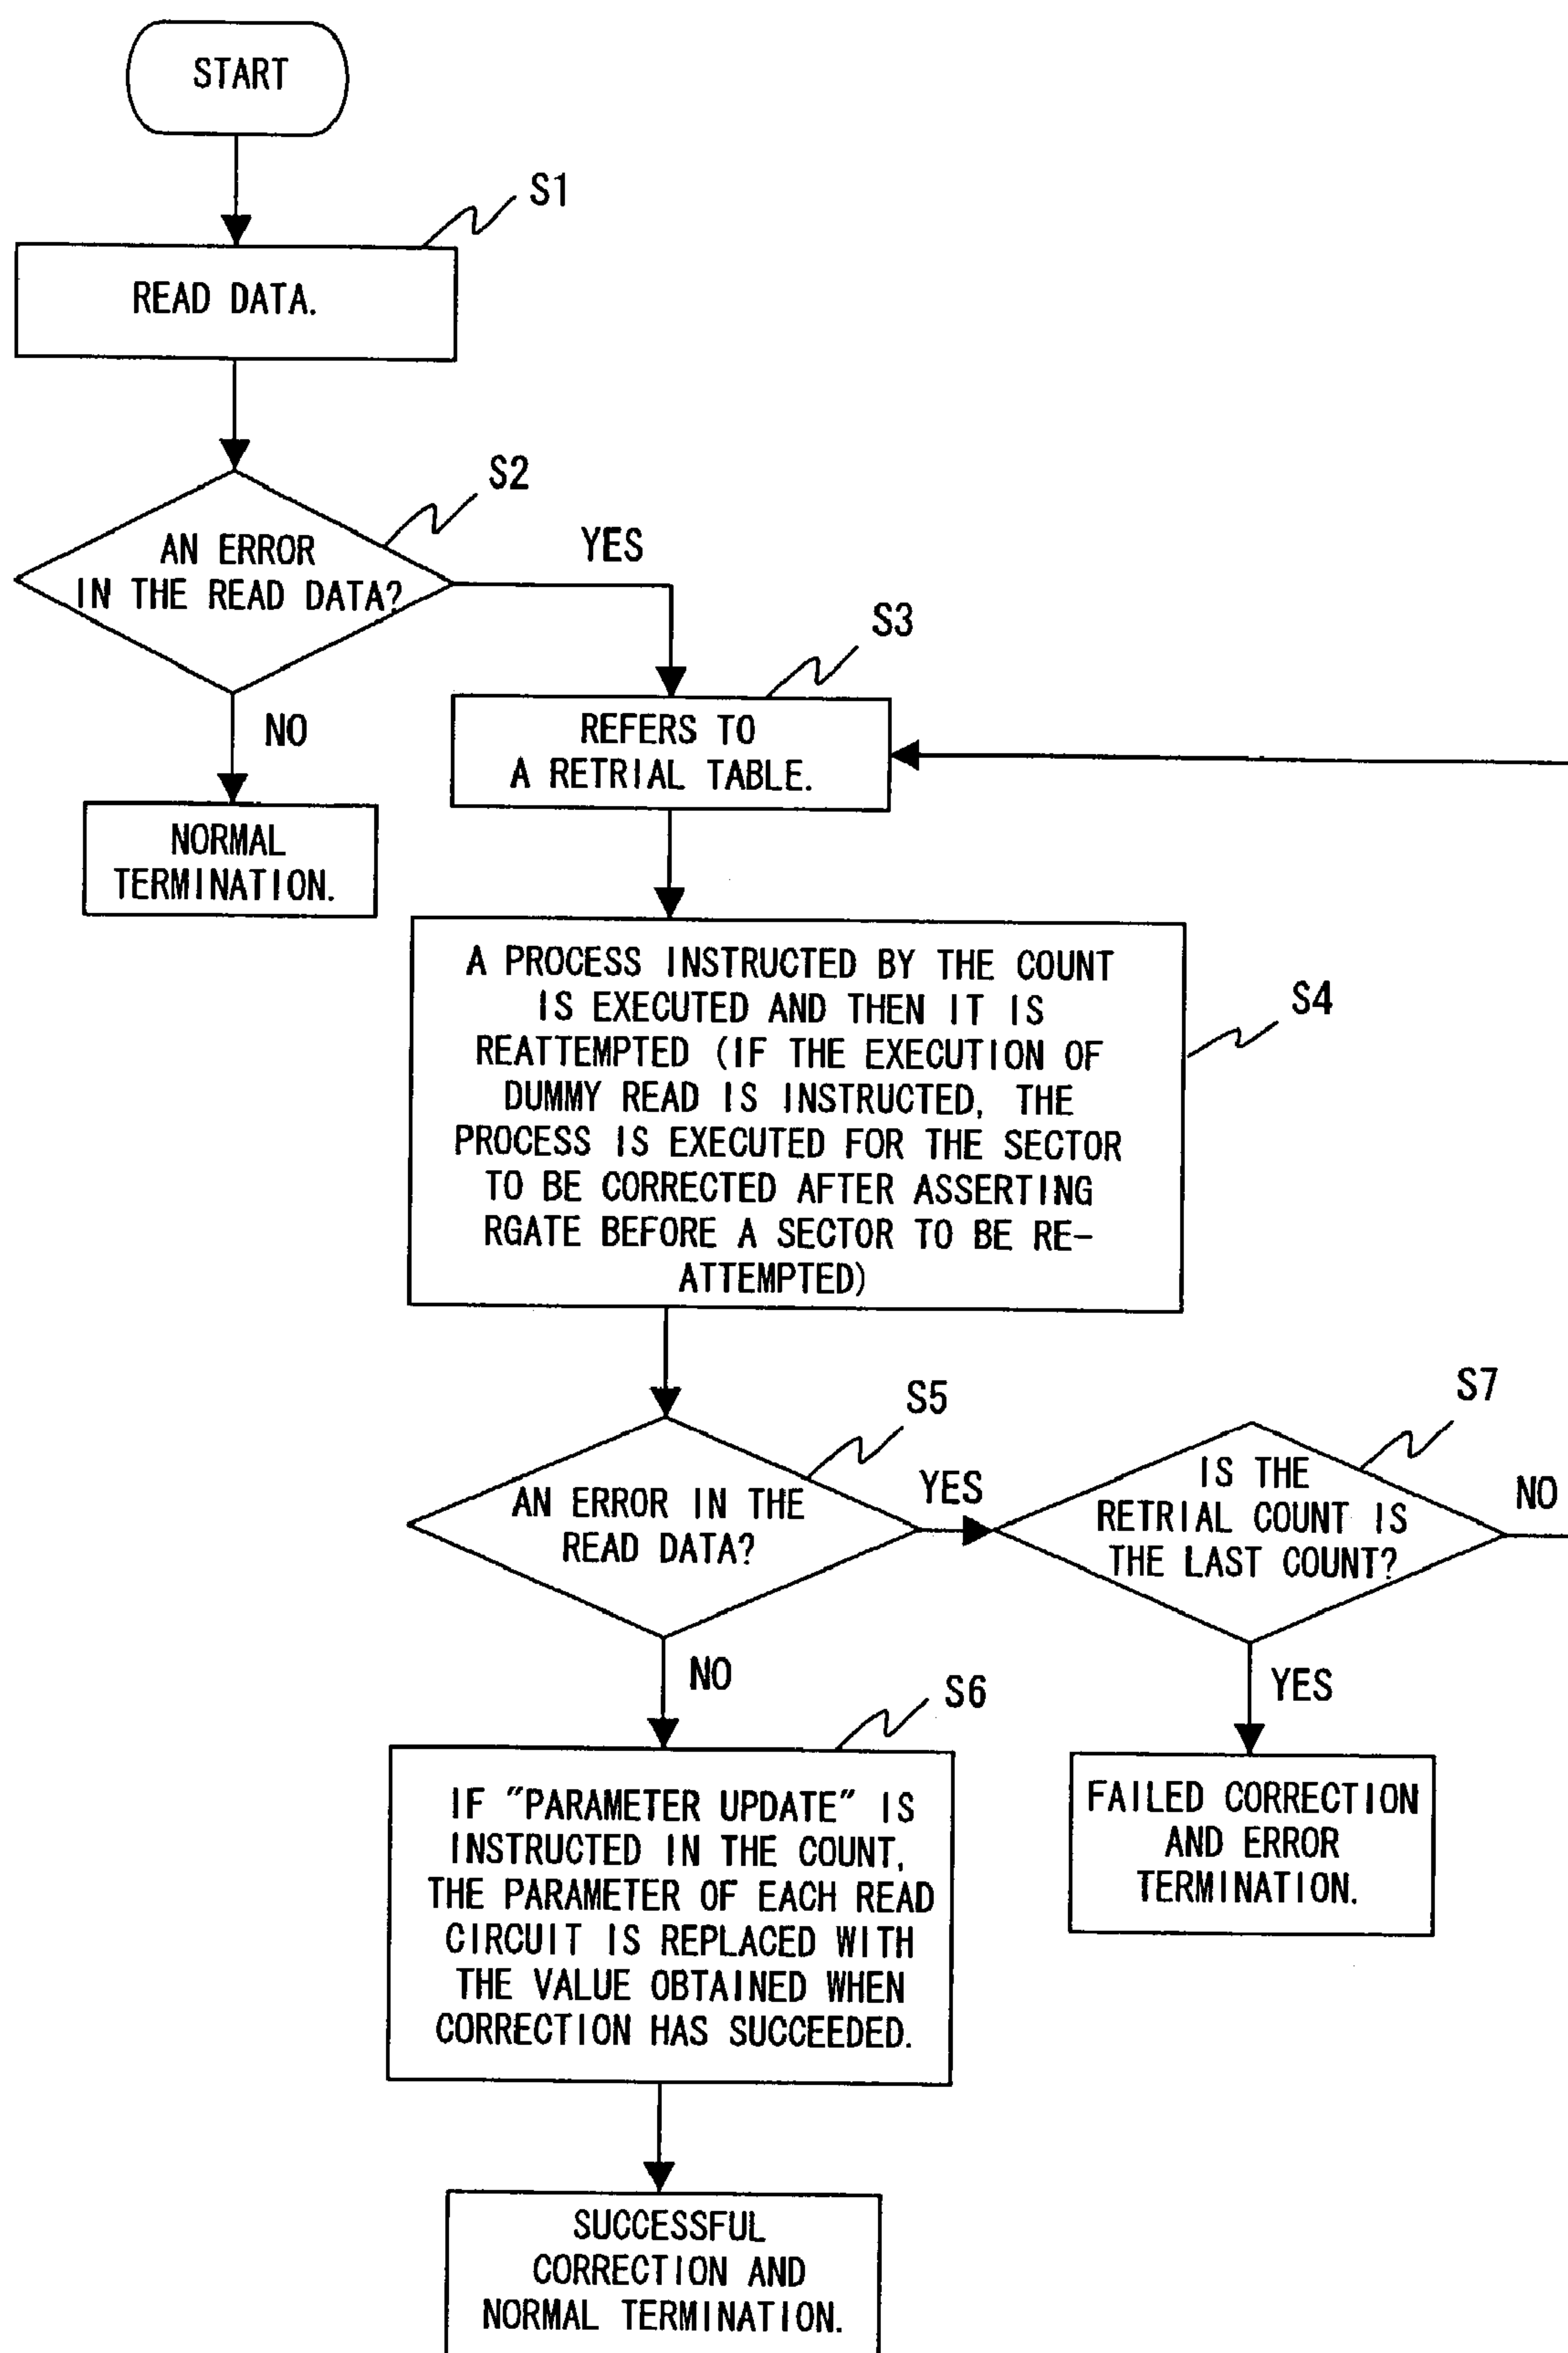 START
S1
READ DATA.
S2
AN ERROR
IN THE READ DATA?
YES
S3
REFERS TO
A RETRIAL TABLE.
NO
NORMAL
TERMINATION.
A PROCESS INSTRUCTED BY THE COUNT
IS EXECUTED AND THEN IT IS
REATTEMPTED (IF THE EXECUTION OF
DUMMY READ IS INSTRUCTED, THE
PROCESS IS EXECUTED FOR THE SECTOR
TO BE CORRECTED AFTER ASSERTING
RGATE BEFORE A SECTOR TO BE RE-
ATTEMPTED)
S4
S5
AN ERROR IN THE
READ DATA?
YES
S7
IS THE
RETRIAL COUNT IS
THE LAST COUNT?
NO
NO
YES
S6
IF "PARAMETER UPDATE" IS
INSTRUCTED IN THE COUNT,
THE PARAMETER OF EACH READ
CIRCUIT IS REPLACED WITH
THE VALUE OBTAINED WHEN
CORRECTION HAS SUCCEEDED.
FAILED CORRECTION
AND ERROR
TERMINATION.
SUCCESSFUL
CORRECTION AND
NORMAL TERMINATION.